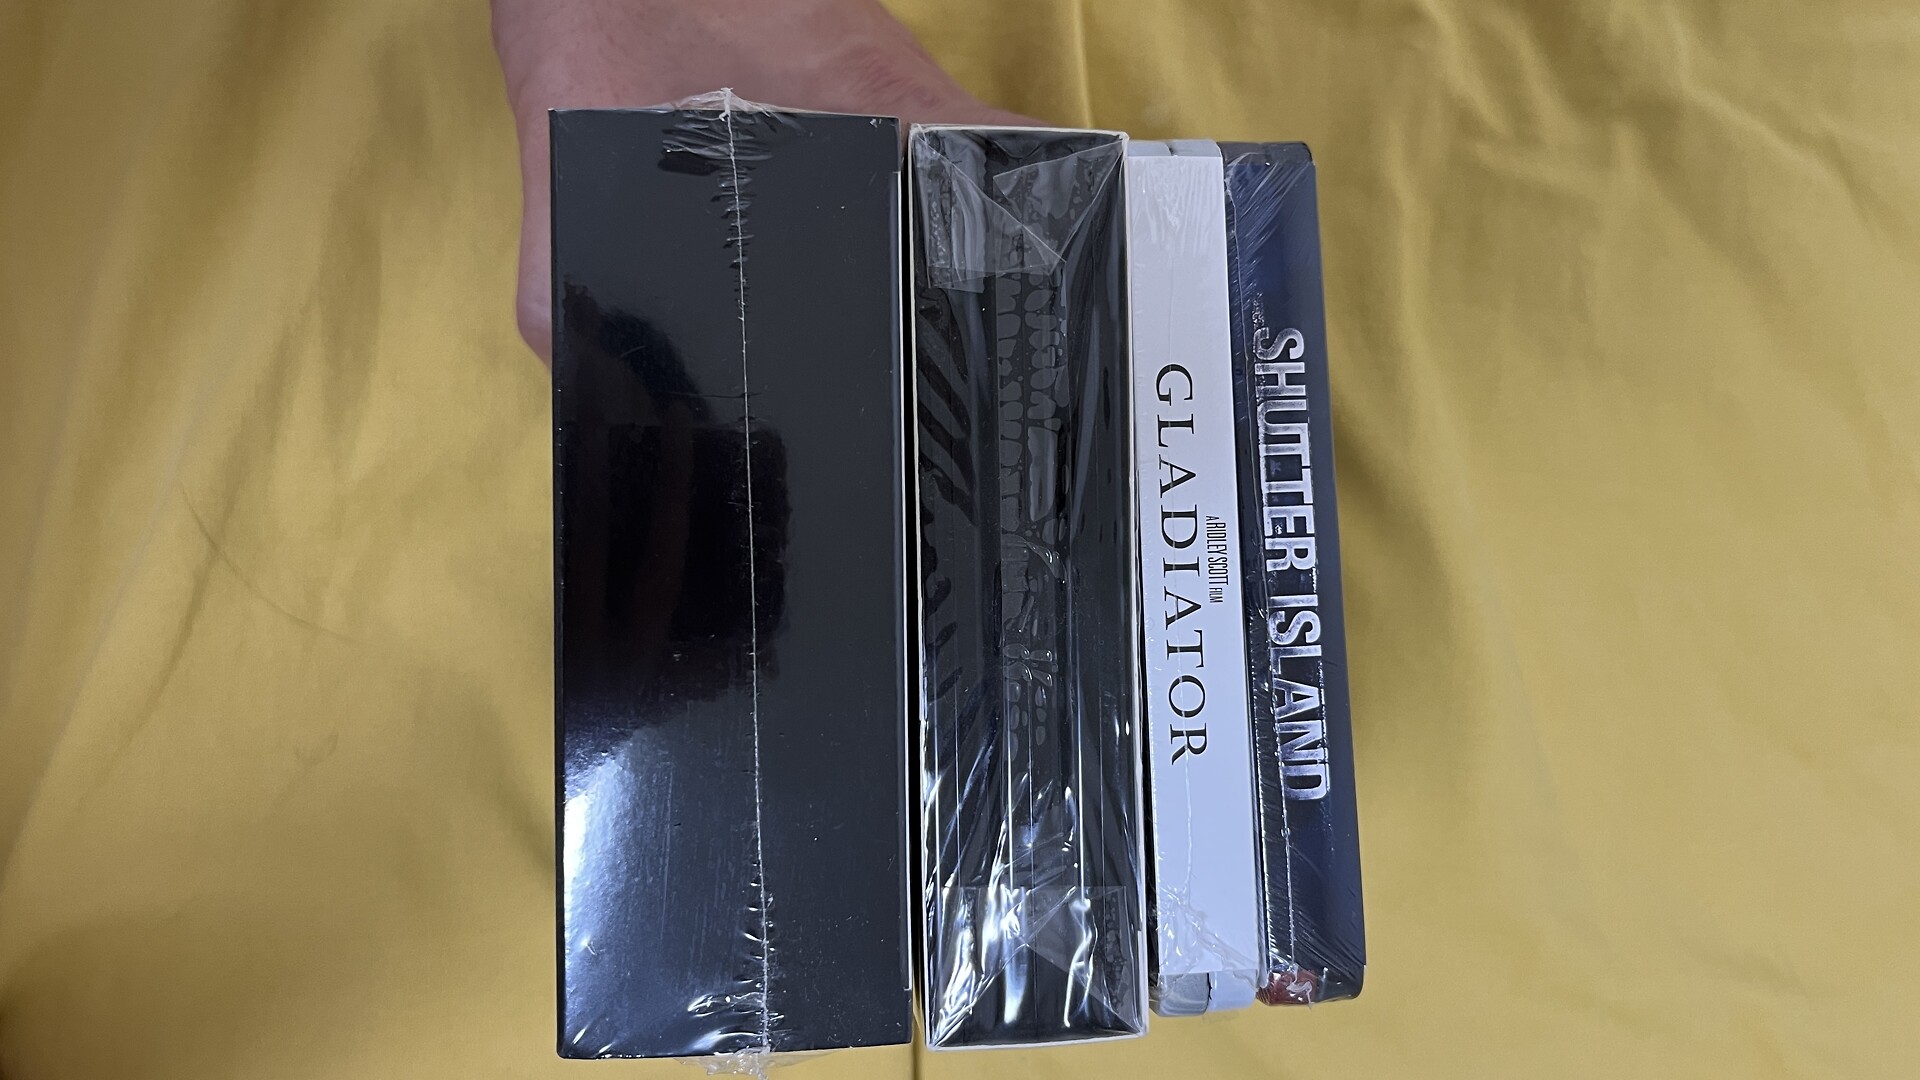 GLADIATOR
A RIDLEY SCOTT FILM
SHUTTER ISLAND